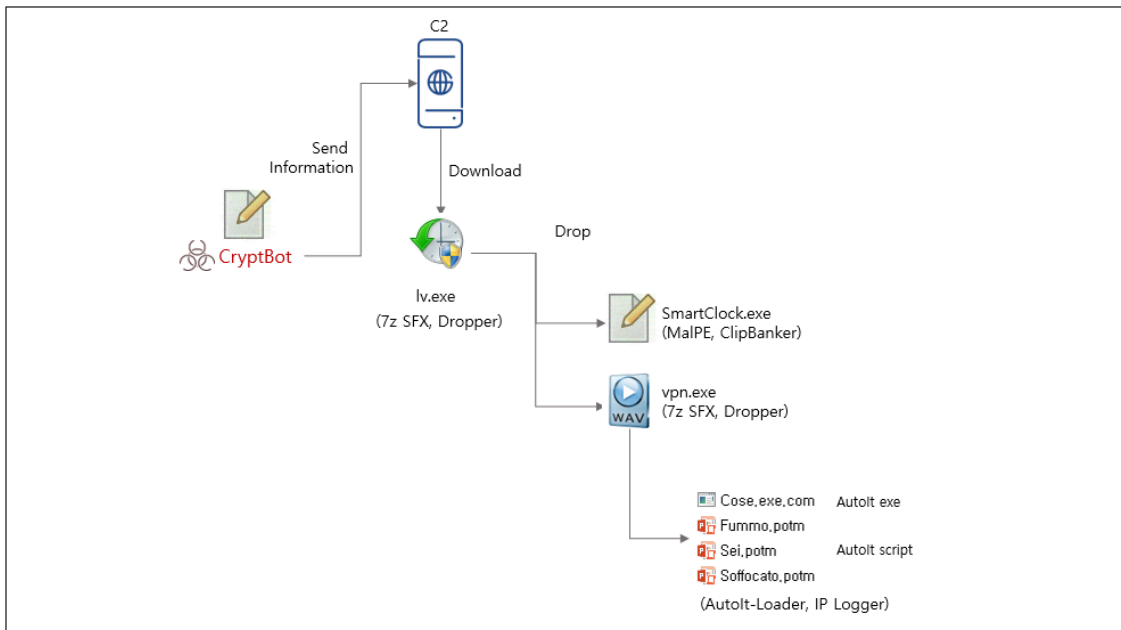 C2
Send
Information
Download
CryptBot
Drop
lv.exe
(7z SFX, Dropper)
SmartClock.exe
(MalPE, ClipBanker)
WAV
vpn.exe
(7z SFX, Dropper)
Cose.exe.com AutoIt exe
Fummo.potm
Sei.potm AutoIt script
Soffocato.potm
(AutoIt-Loader, IP Logger)